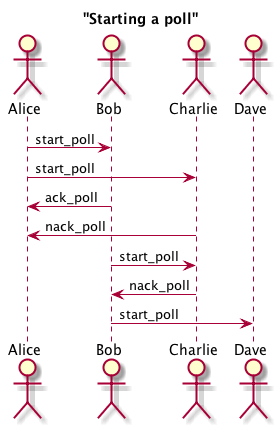 "Starting a poll"
Alice Bob Charlie Dave
start_poll
start_poll
ack_poll
nack_poll
start_poll
nack_poll
start_poll
Alice Bob Charlie Dave